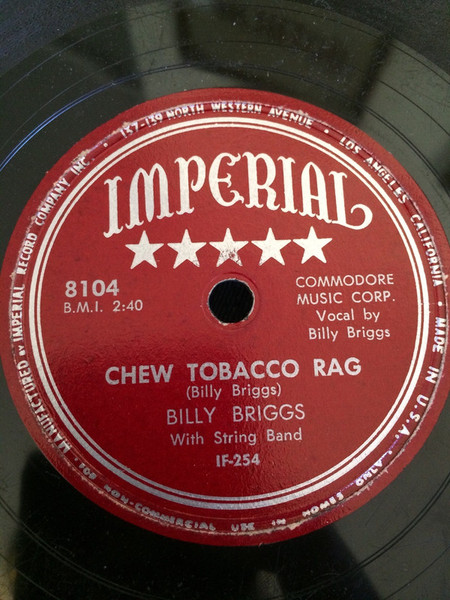 MANUFACTURED BY IMPERIAL RECORD COMPANY INC. • 137-139 NORTH WESTERN AVENUE • LOS ANGELES, CALIFORNIA • MADE IN U.S.A. •
ONLY FOR NON-COMMERCIAL USE IN HOMES
IMPERIAL
8104
B.M.I. 2:40
COMMODORE
MUSIC CORP.
Vocal by
Billy Briggs
CHEW TOBACCO RAG
(Billy Briggs)
BILLY BRIGGS
With String Band
IF-254